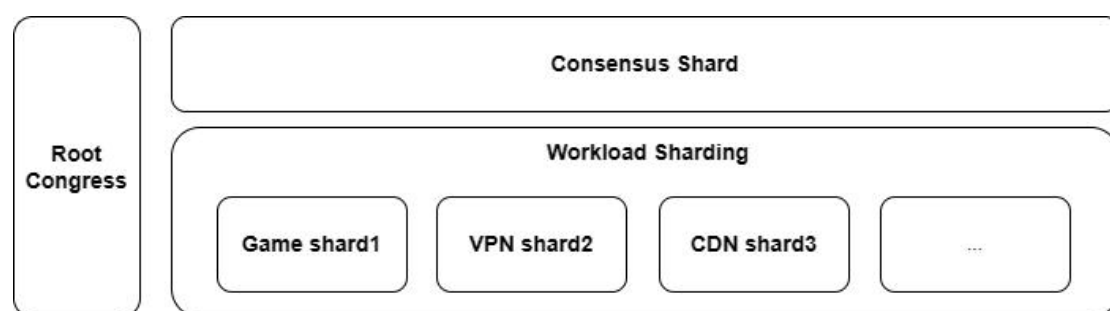 Root
Congress
Consensus Shard
Workload Sharding
Game shard1
VPN shard2
CDN shard3
...